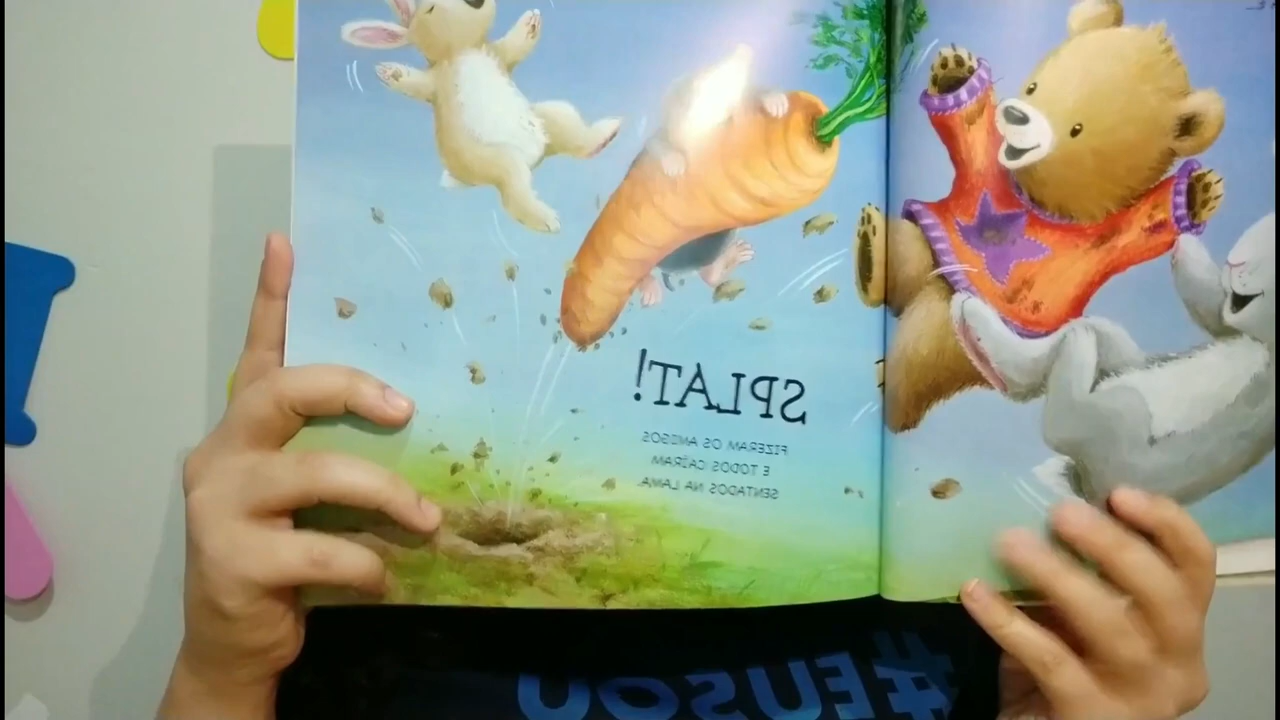 SPLAT!
FIZERAM OS AMIGOS
E TODOS CAÍRAM
SENTADOS NA LAMA.
#EUSOU